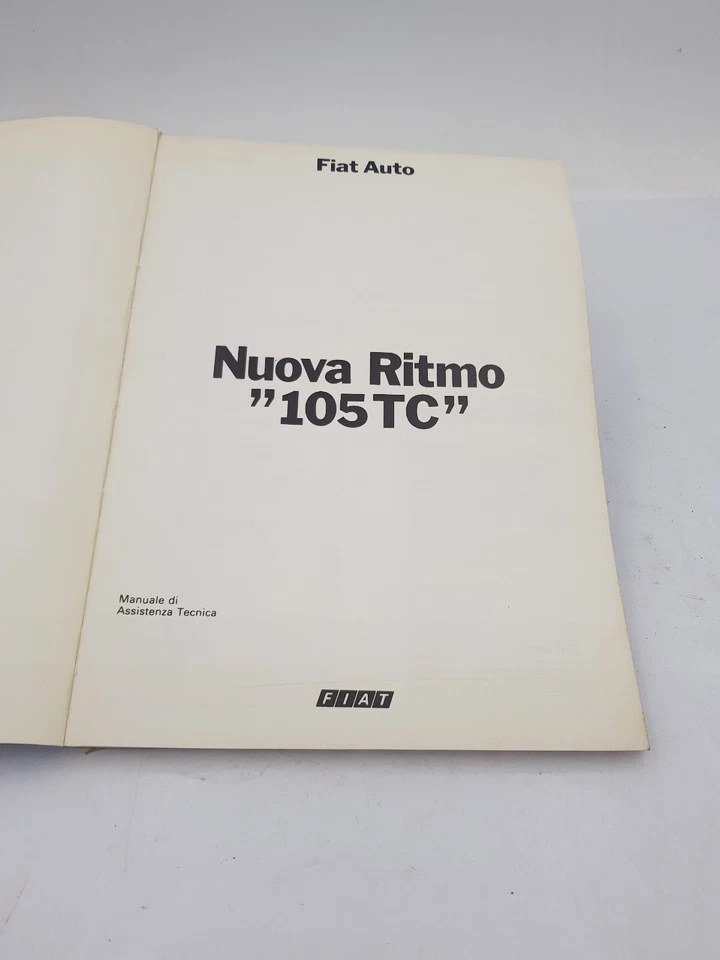 Fiat Auto
Nuova Ritmo
”105 TC”
Manuale di
Assistenza Tecnica
FIAT